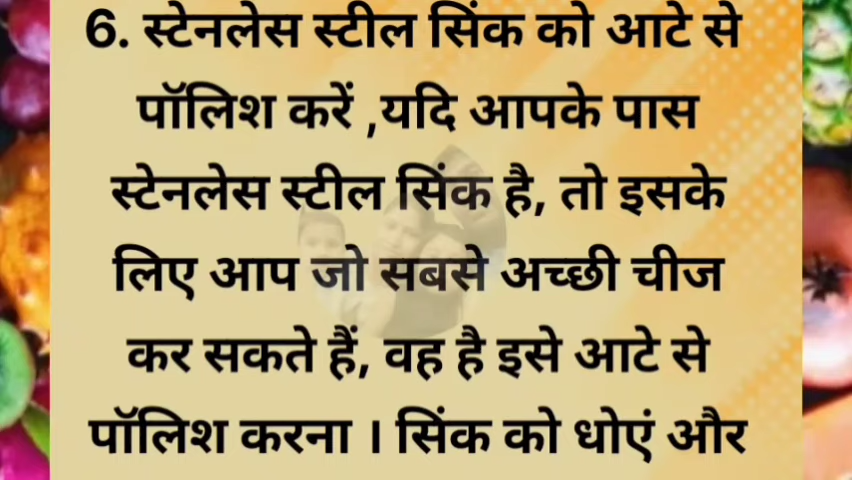 6. स्टेनलेस स्टील सिंक को आटे से
पॉलिश करें ,यदि आपके पास
स्टेनलेस स्टील सिंक है, तो इसके
लिए आप जो सबसे अच्छी चीज
कर सकते हैं, वह है इसे आटे से
पॉलिश करना । सिंक को धोएं और